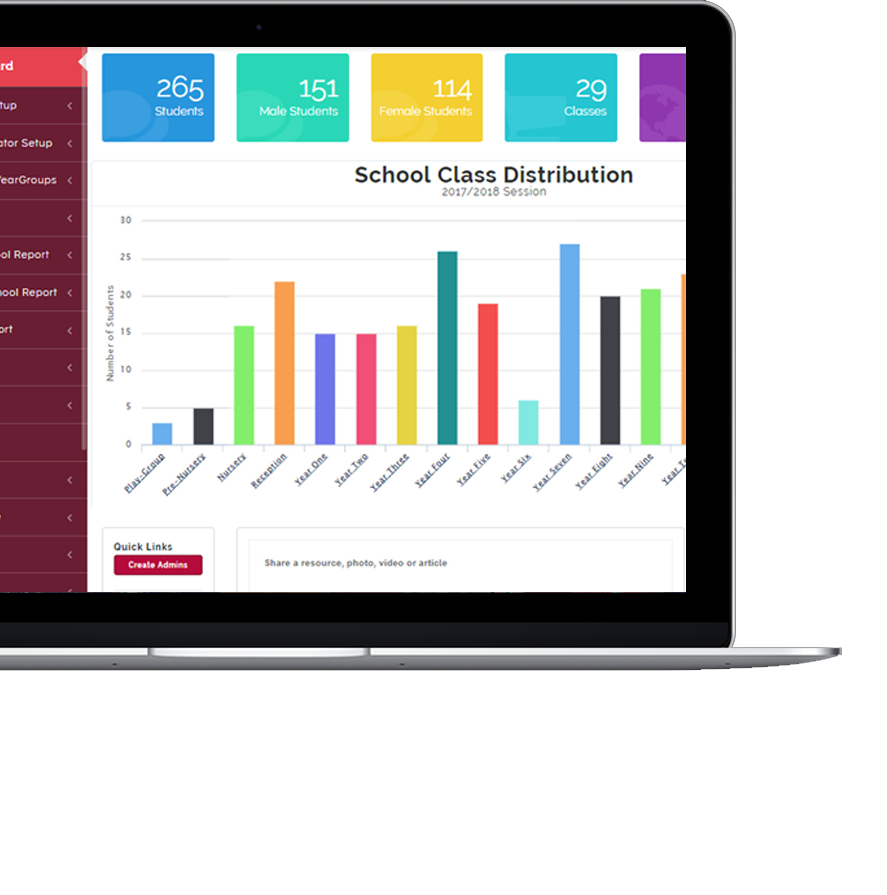 rd
tup
ator Setup
YearGroups
ol Report
hool Report
ort
265
Students
151
Male Students
114
Female Students
29
Classes
School Class Distribution
2017/2018 Session
Number of Students
30
25
20
15
10
5
0
Play-Group
Pre-Nursery
Nursery
Reception
Year One
Year Two
Year Three
Year Four
Year Five
Year Six
Year Seven
Year Eight
Year Nine
Year T
Quick Links
Create Admins
Share a resource, photo, video or article